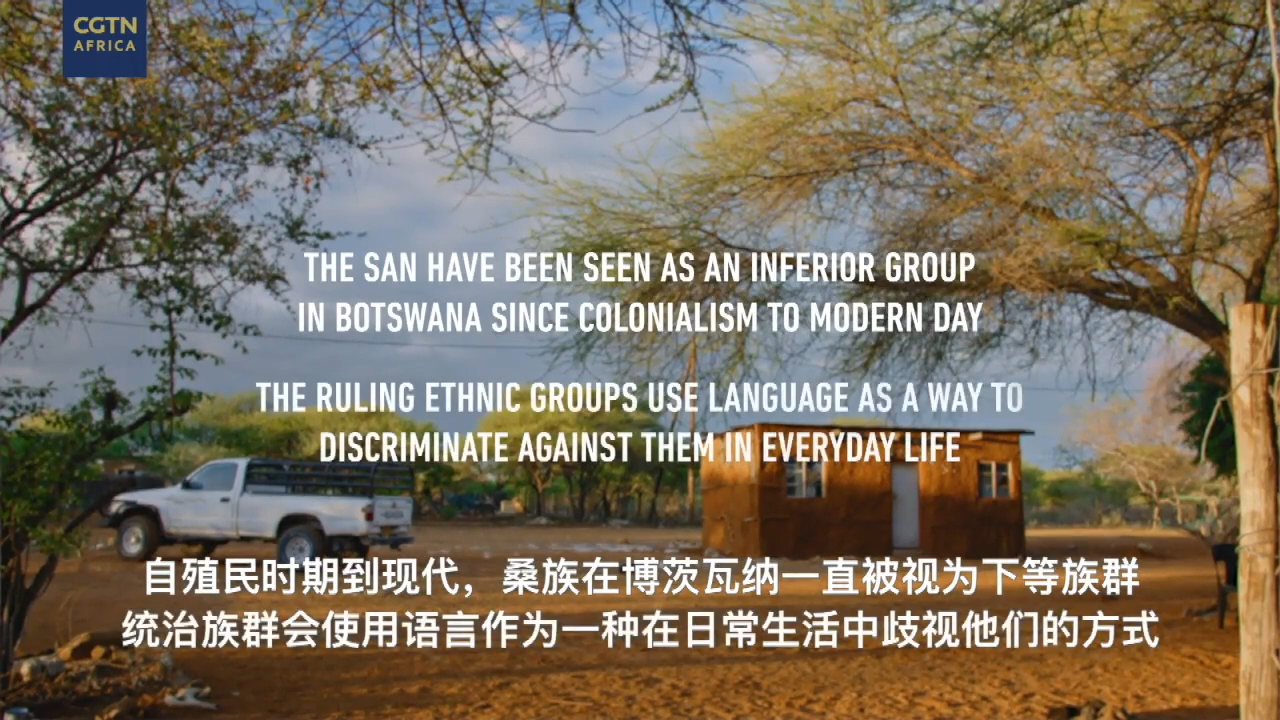 CGTN
AFRICA
THE SAN HAVE BEEN SEEN AS AN INFERIOR GROUP
IN BOTSWANA SINCE COLONIALISM TO MODERN DAY
THE RULING ETHNIC GROUPS USE LANGUAGE AS A WAY TO
DISCRIMINATE AGAINST THEM IN EVERYDAY LIFE
自殖民时期到现代，桑族在博茨瓦纳一直被视为下等族群
统治族群会使用语言作为一种在日常生活中歧视他们的方式